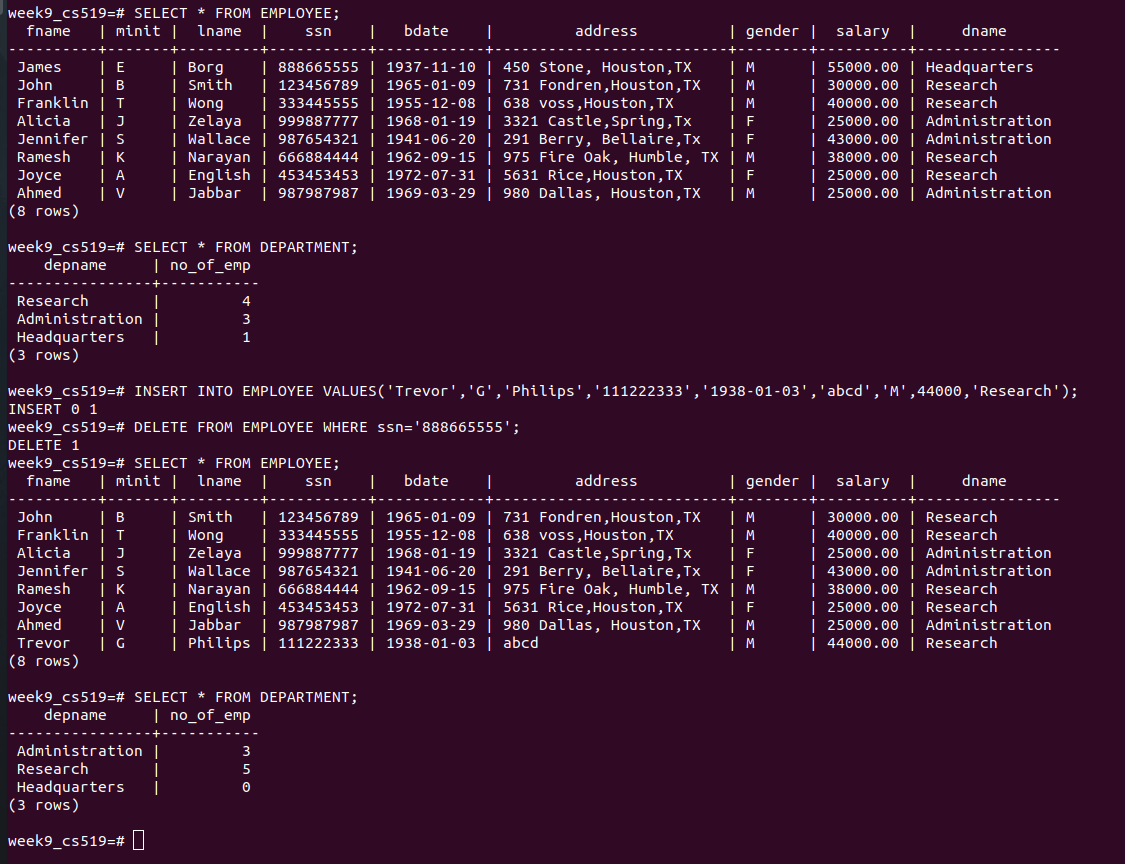 week9_cs519=# SELECT * FROM EMPLOYEE;
  fname   | minit |  lname  |    ssn    |   bdate    |         address          | gender |  salary  |     dname      
----------+-------+---------+-----------+------------+--------------------------+--------+----------+----------------
 James    | E     | Borg    | 888665555 | 1937-11-10 | 450 Stone, Houston,TX    | M      | 55000.00 | Headquarters
 John     | B     | Smith   | 123456789 | 1965-01-09 | 731 Fondren,Houston,TX   | M      | 30000.00 | Research
 Franklin | T     | Wong    | 333445555 | 1955-12-08 | 638 voss,Houston,TX      | M      | 40000.00 | Research
 Alicia   | J     | Zelaya  | 999887777 | 1968-01-19 | 3321 Castle,Spring,Tx    | F      | 25000.00 | Administration
 Jennifer | S     | Wallace | 987654321 | 1941-06-20 | 291 Berry, Bellaire,Tx   | F      | 43000.00 | Administration
 Ramesh   | K     | Narayan | 666884444 | 1962-09-15 | 975 Fire Oak, Humble, TX | M      | 38000.00 | Research
 Joyce    | A     | English | 453453453 | 1972-07-31 | 5631 Rice,Houston,TX     | F      | 25000.00 | Research
 Ahmed    | V     | Jabbar  | 987987987 | 1969-03-29 | 980 Dallas, Houston,TX   | M      | 25000.00 | Administration
(8 rows)

week9_cs519=# SELECT * FROM DEPARTMENT;
    depname     | no_of_emp 
----------------+-----------
 Research       |         4
 Administration |         3
 Headquarters   |         1
(3 rows)

week9_cs519=# INSERT INTO EMPLOYEE VALUES('Trevor','G','Philips','111222333','1938-01-03','abcd','M',44000,'Research');
INSERT 0 1
week9_cs519=# DELETE FROM EMPLOYEE WHERE ssn='888665555';
DELETE 1
week9_cs519=# SELECT * FROM EMPLOYEE;
  fname   | minit |  lname  |    ssn    |   bdate    |         address          | gender |  salary  |     dname      
----------+-------+---------+-----------+------------+--------------------------+--------+----------+----------------
 John     | B     | Smith   | 123456789 | 1965-01-09 | 731 Fondren,Houston,TX   | M      | 30000.00 | Research
 Franklin | T     | Wong    | 333445555 | 1955-12-08 | 638 voss,Houston,TX      | M      | 40000.00 | Research
 Alicia   | J     | Zelaya  | 999887777 | 1968-01-19 | 3321 Castle,Spring,Tx    | F      | 25000.00 | Administration
 Jennifer | S     | Wallace | 987654321 | 1941-06-20 | 291 Berry, Bellaire,Tx   | F      | 43000.00 | Administration
 Ramesh   | K     | Narayan | 666884444 | 1962-09-15 | 975 Fire Oak, Humble, TX | M      | 38000.00 | Research
 Joyce    | A     | English | 453453453 | 1972-07-31 | 5631 Rice,Houston,TX     | F      | 25000.00 | Research
 Ahmed    | V     | Jabbar  | 987987987 | 1969-03-29 | 980 Dallas, Houston,TX   | M      | 25000.00 | Administration
 Trevor   | G     | Philips | 111222333 | 1938-01-03 | abcd                     | M      | 44000.00 | Research
(8 rows)

week9_cs519=# SELECT * FROM DEPARTMENT;
    depname     | no_of_emp 
----------------+-----------
 Administration |         3
 Research       |         5
 Headquarters   |         0
(3 rows)

week9_cs519=#